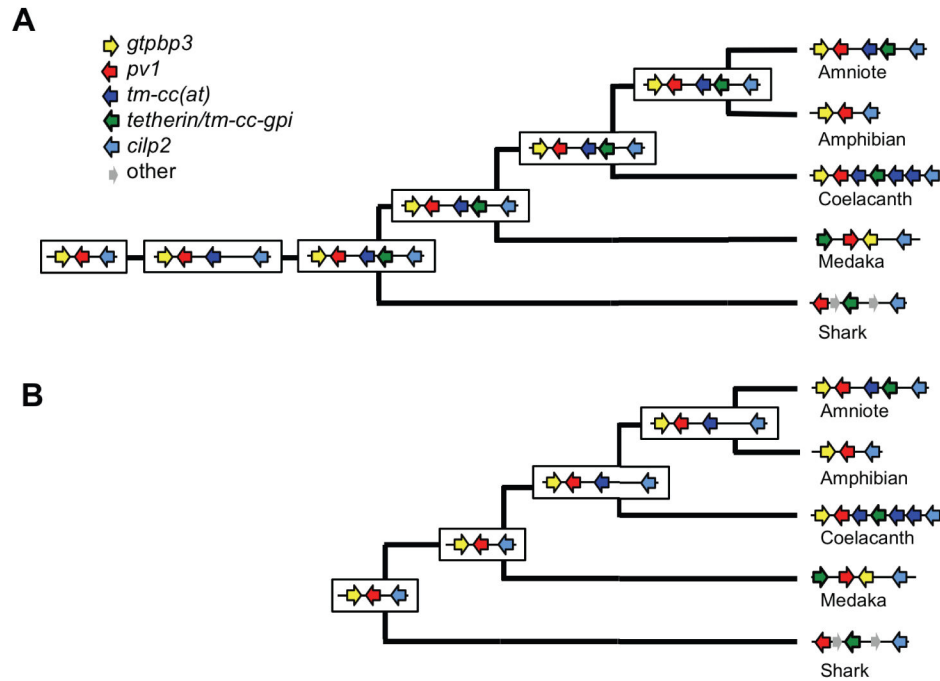 A
gtpbp3
pv1
tm-cc(at)
tetherin/tm-cc-gpi
cilp2
other
Amniote
Amphibian
Coelacanth
Medaka
Shark
B
Amniote
Amphibian
Coelacanth
Medaka
Shark